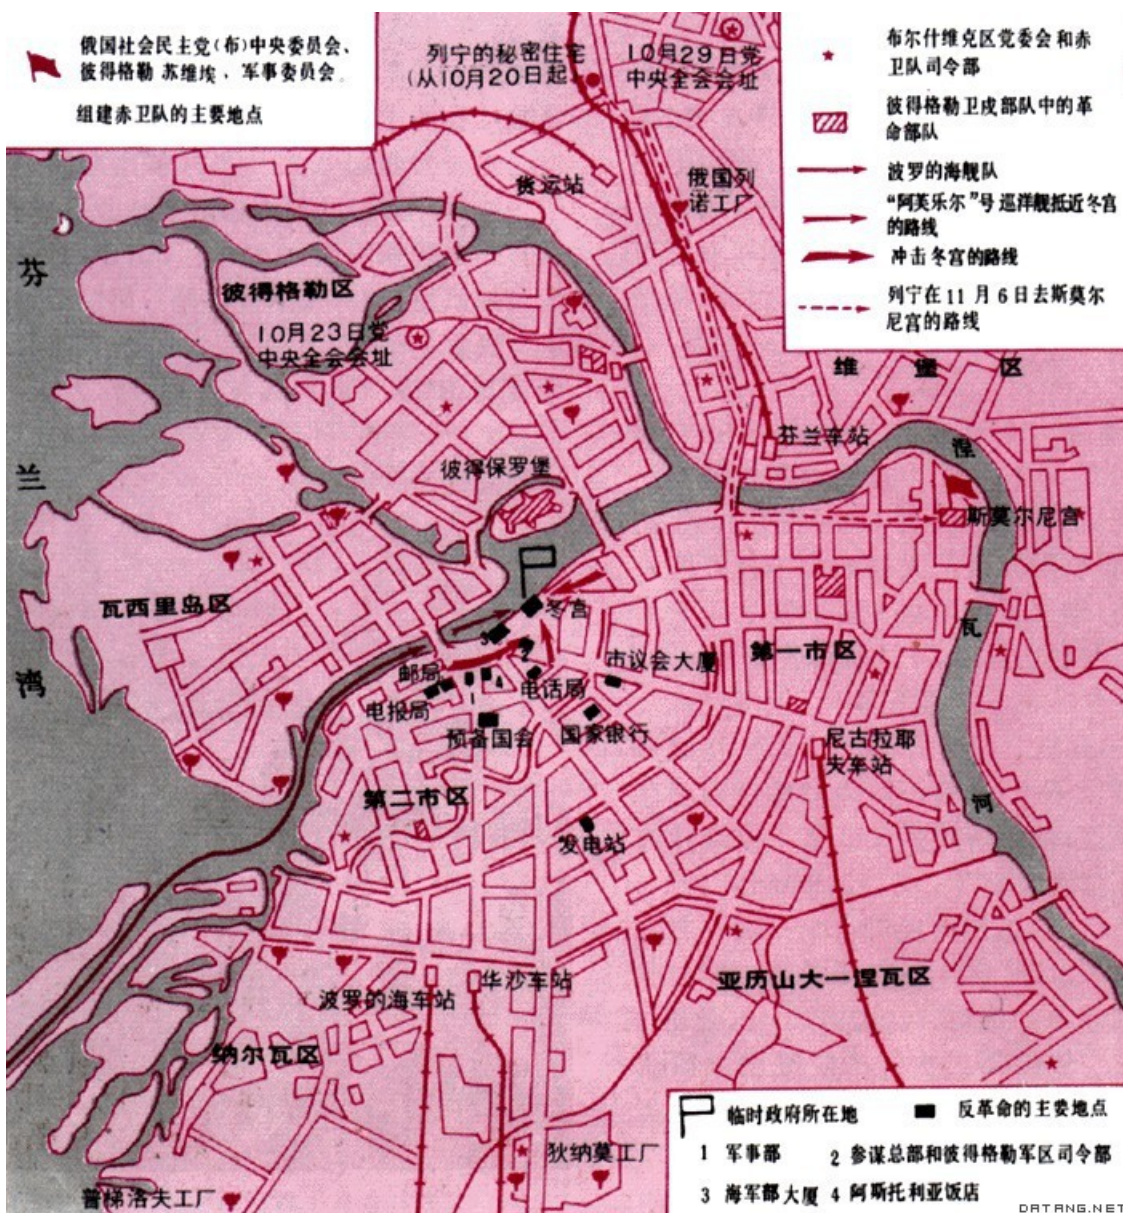 俄国社会民主党(布)中央委员会、
彼得格勒 苏维埃、军事委员会
组建赤卫队的主要地点
列宁的秘密住宅
(从10月20日起
10月29日党
中央全会会址
布尔什维克区党委会和赤
卫队司令部
彼得格勒卫戍部队中的革
命部队
波罗的海舰队
“阿芙乐尔”号巡洋舰抵近冬宫
的路线
冲击冬宫的路线
列宁在11月6日去斯莫尔
尼宫的路线
货运站
俄国列
诺工厂
芬
兰
湾
彼得格勒区
10月23日党
中央全会会址
维堡区
芬兰车站
涅
瓦
河
彼得保罗堡
斯莫尔尼宫
瓦西里岛区
冬宫
3
2
邮局
4
电话局
市议会大厦
第一市区
电报局
1
预备国会
国家银行
尼古拉耶
夫车站
第二市区
发电站
波罗的海车站
华沙车站
亚历山大—涅瓦区
纳尔瓦区
狄纳莫工厂
普梯洛夫工厂
临时政府所在地
反革命的主要地点
1 军事部
2 参谋总部和彼得格勒军区司令部
3 海军部大厦
4 阿斯托利亚饭店
DATANG.NET